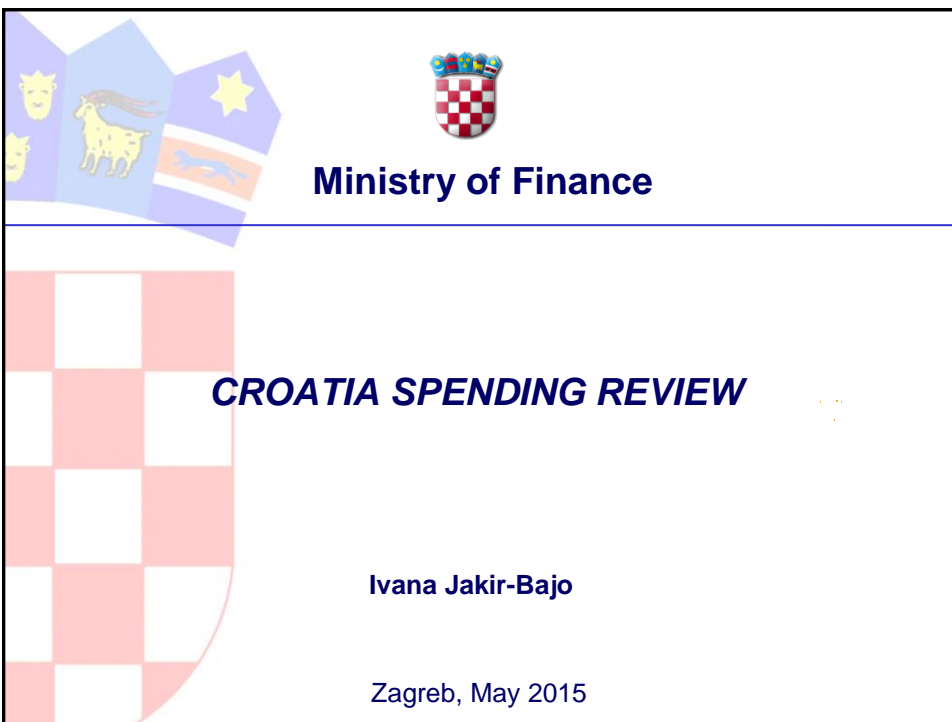 Ministry of Finance
CROATIA SPENDING REVIEW
Ivana Jakir-Bajo
Zagreb, May 2015